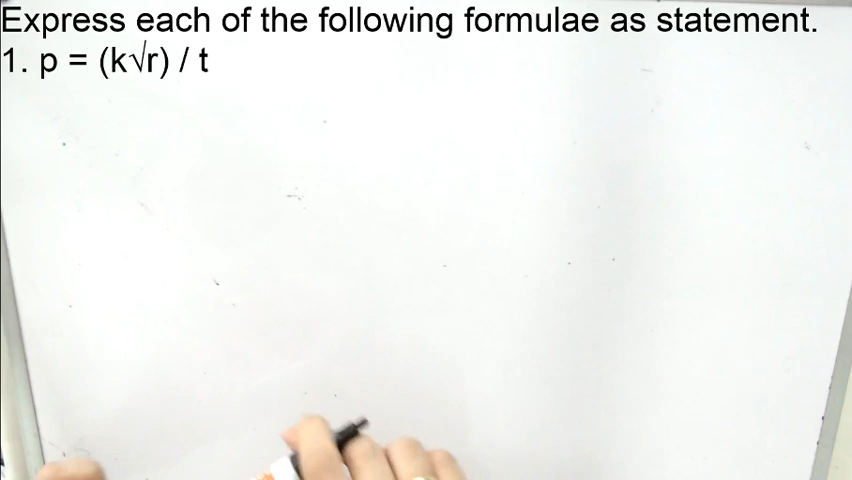 Express each of the following formulae as statement.
1. p = (k√r) / t